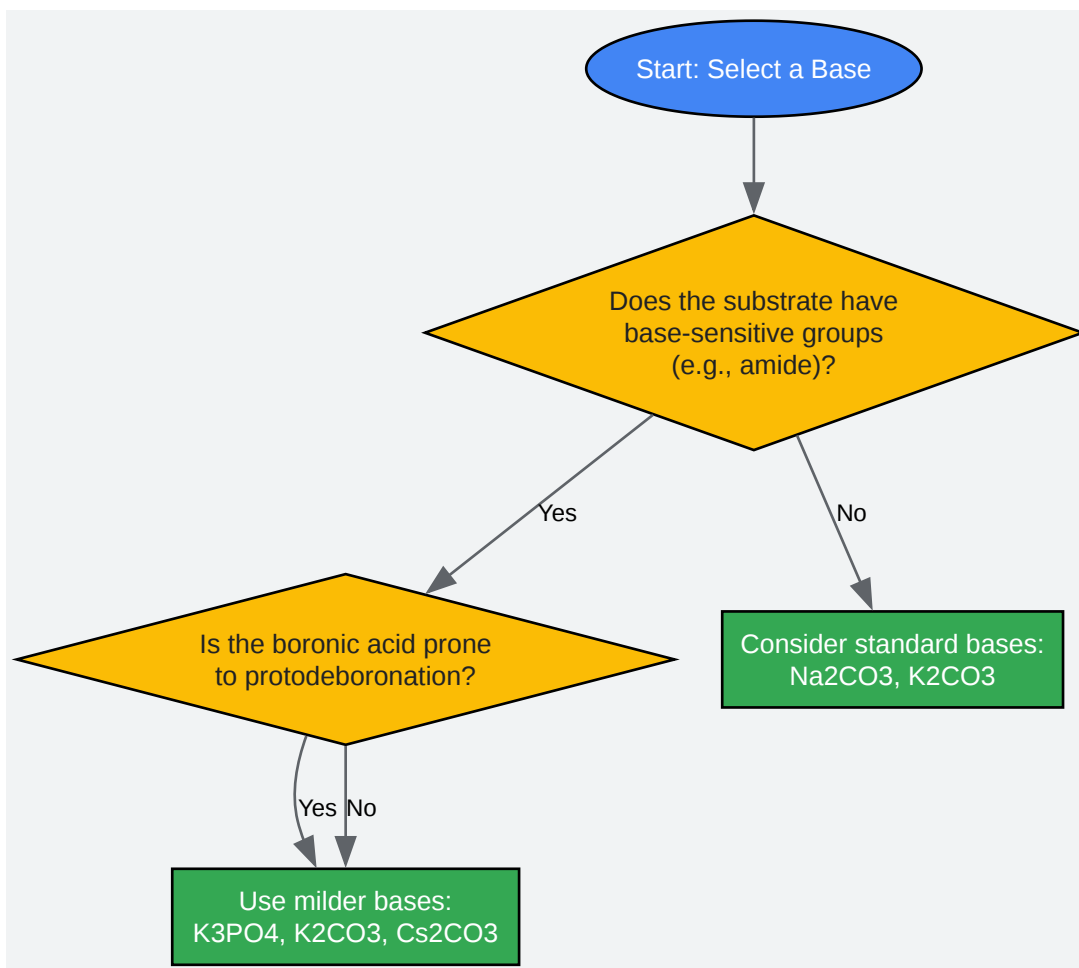 Start: Select a Base
Does the substrate have
base-sensitive groups
(e.g., amide)?
Yes
No
Is the boronic acid prone
to protodeboronation?
Consider standard bases:
Na2CO3, K2CO3
Yes
No
Use milder bases:
K3PO4, K2CO3, Cs2CO3